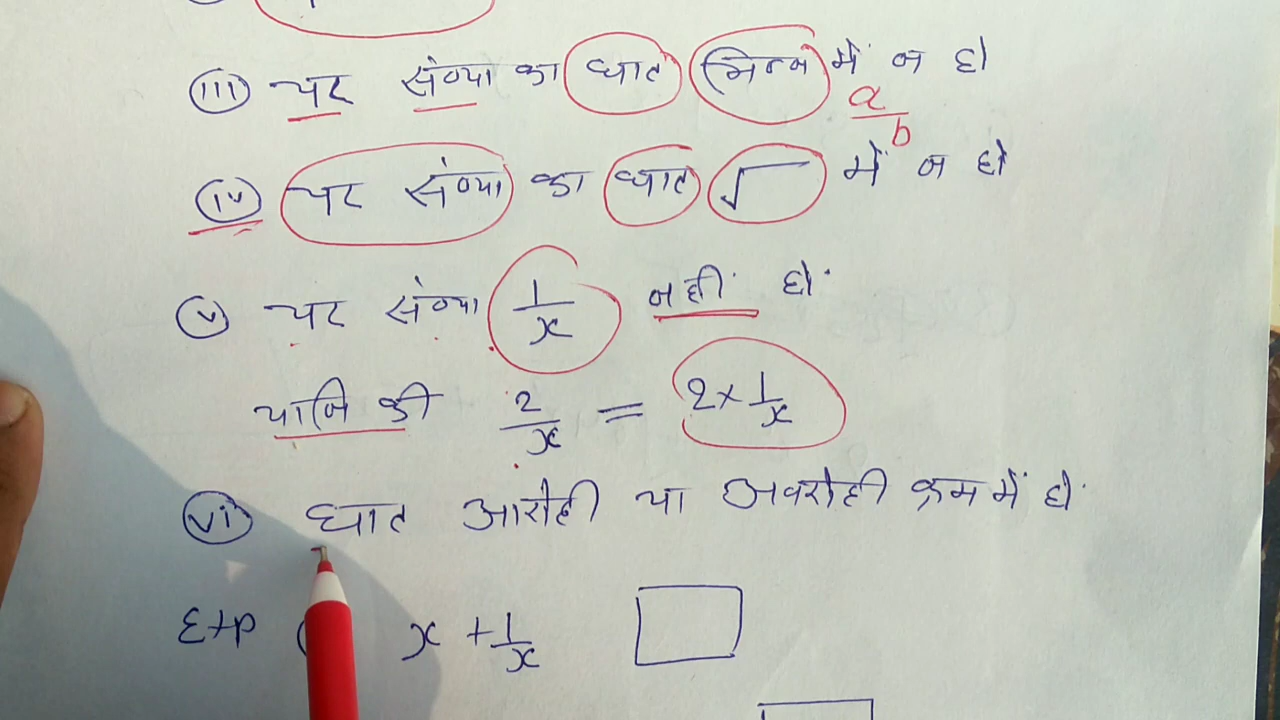 (iii) चर संख्या का घात भिन्न में न हो a/b
(iv) चर संख्या का घात √ में न हो
(v) चर संख्या 1/x नहीं हो
यानि की 2/x = 2 × 1/x
(vi) घात आरोही या अवरोही क्रम में हो
Exp ( x + 1/x